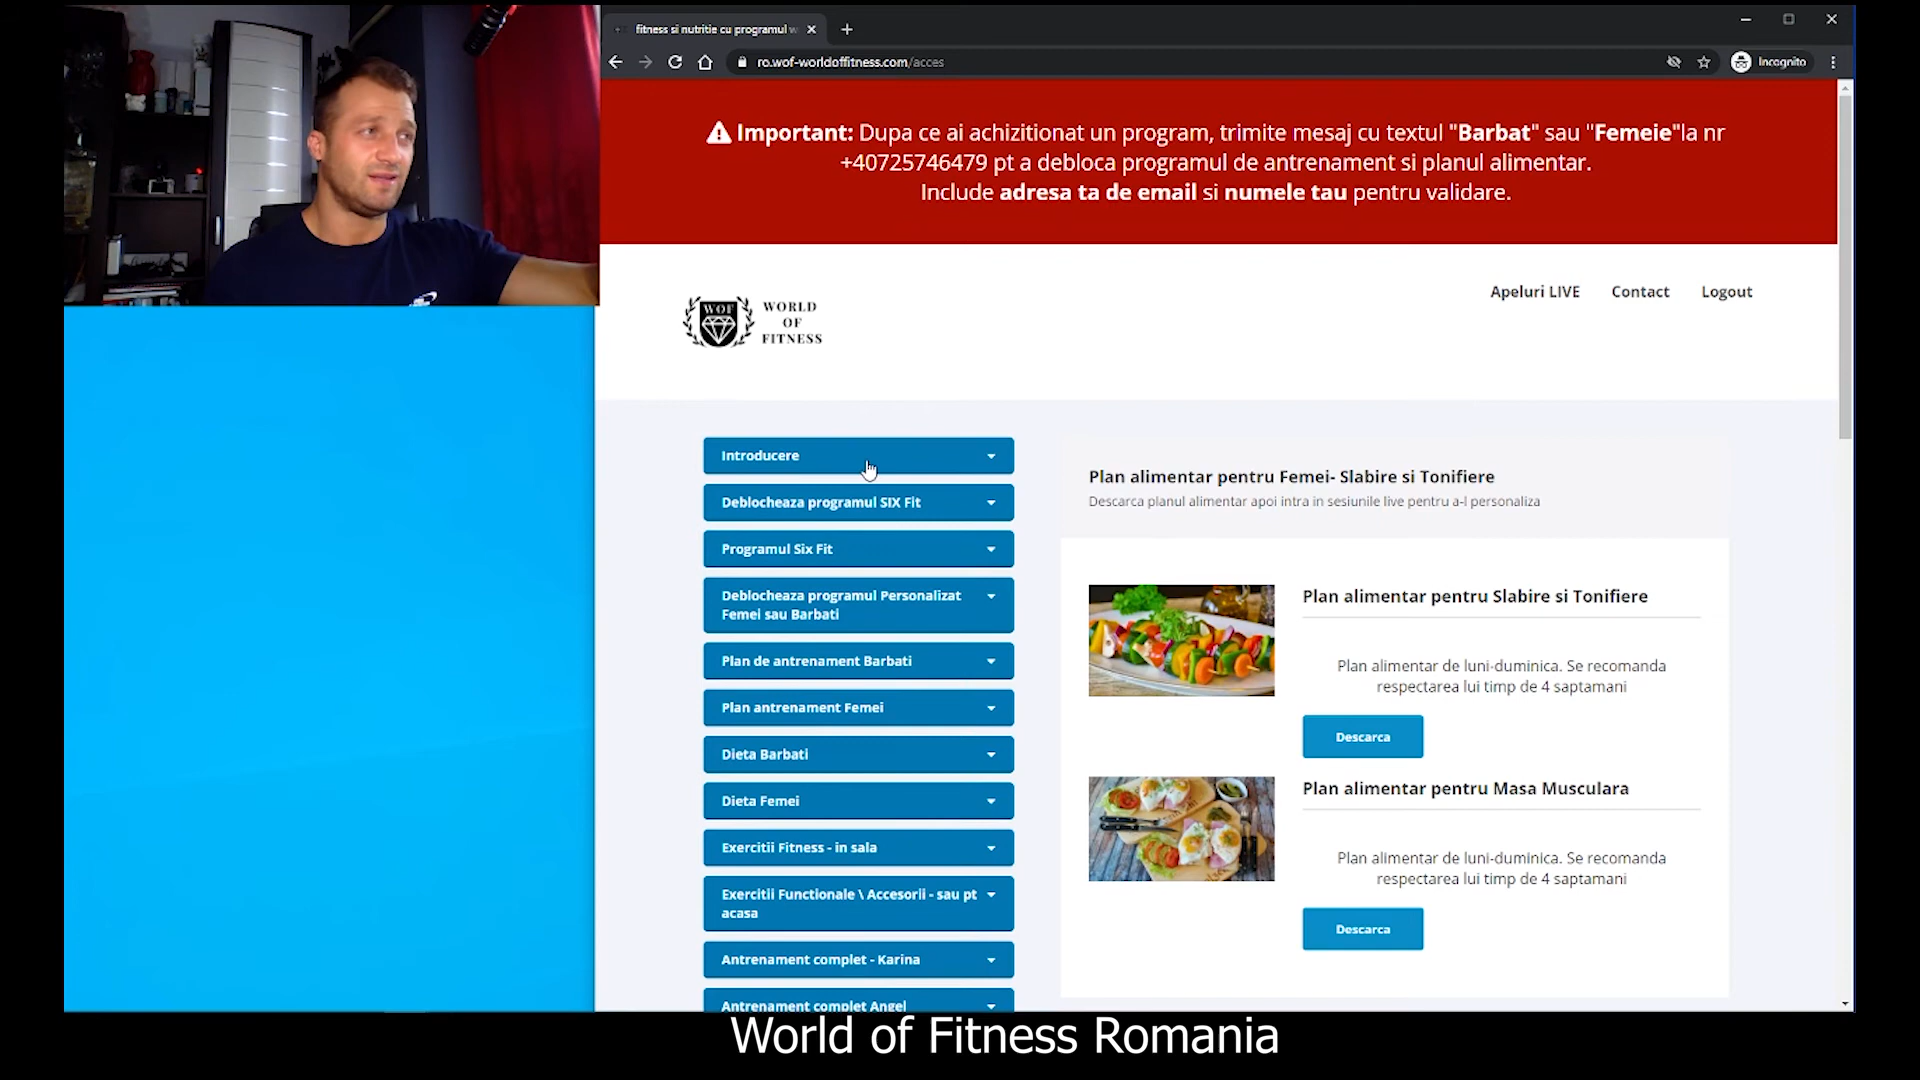 fitness si nutritie cu programul w
ro.wof-worldoffitness.com/acces
Incognito
Important: Dupa ce ai achizitionat un program, trimite mesaj cu textul "Barbat" sau "Femeie"la nr
+40725746479 pt a debloca programul de antrenament si planul alimentar.
Include adresa ta de email si numele tau pentru validare.
WOF
WORLD
OF
FITNESS
Apeluri LIVE
Contact
Logout
Introducere
Deblocheaza programul SIX Fit
Programul Six Fit
Deblocheaza programul Personalizat
Femei sau Barbati
Plan de antrenament Barbati
Plan antrenament Femei
Dieta Barbati
Dieta Femei
Exercitii Fitness - in sala
Exercitii Functionale \ Accesorii - sau pt
acasa
Antrenament complet - Karina
Antrenament complet Angel
Plan alimentar pentru Femei- Slabire si Tonifiere
Descarca planul alimentar apoi intra in sesiunile live pentru a-l personaliza
Plan alimentar pentru Slabire si Tonifiere
Plan alimentar de luni-duminica. Se recomanda
respectarea lui timp de 4 saptamani
Descarca
Plan alimentar pentru Masa Musculara
Plan alimentar de luni-duminica. Se recomanda
respectarea lui timp de 4 saptamani
Descarca
World of Fitness Romania